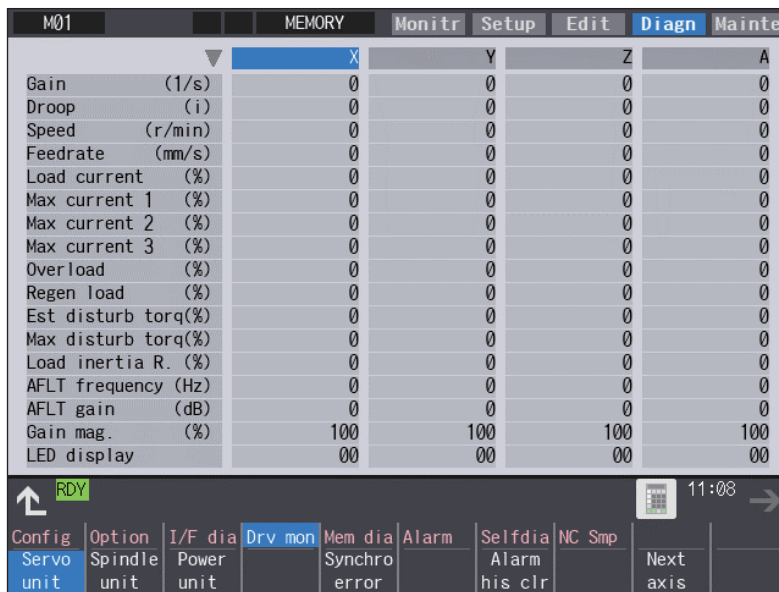 M01 MEMORY Monitr Setup Edit Diagn Mainte
X Y Z A
Gain (1/s) 0 0 0 0
Droop (i) 0 0 0 0
Speed (r/min) 0 0 0 0
Feedrate (mm/s) 0 0 0 0
Load current (%) 0 0 0 0
Max current 1 (%) 0 0 0 0
Max current 2 (%) 0 0 0 0
Max current 3 (%) 0 0 0 0
Overload (%) 0 0 0 0
Regen load (%) 0 0 0 0
Est disturb torq(%) 0 0 0 0
Max disturb torq(%) 0 0 0 0
Load inertia R. (%) 0 0 0 0
AFLT frequency (Hz) 0 0 0 0
AFLT gain (dB) 0 0 0 0
Gain mag. (%) 100 100 100 100
LED display 00 00 00 00
RDY 11:08
Config Option I/F dia Drv mon Mem dia Alarm Selfdia NC Smp
Servo Spindle Power Synchro Alarm Next
unit unit unit error his clr axis